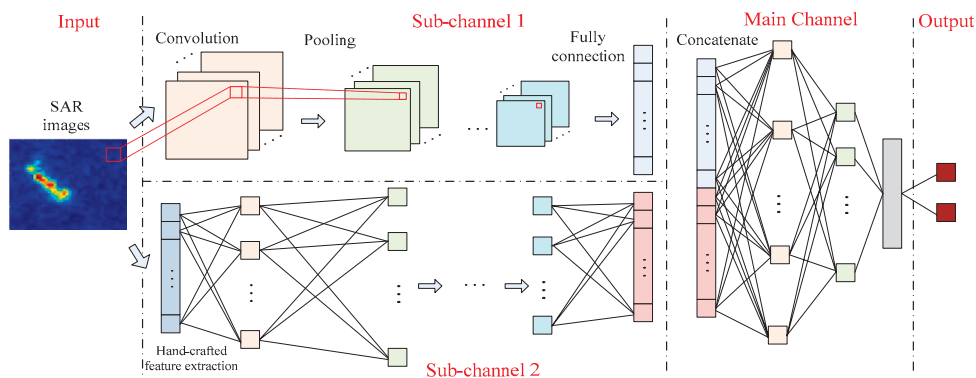 Input
Sub-channel 1
Main Channel
Output
Convolution
Pooling
Fully
connection
Concatenate
SAR
images
Hand-crafted
feature extraction
Sub-channel 2